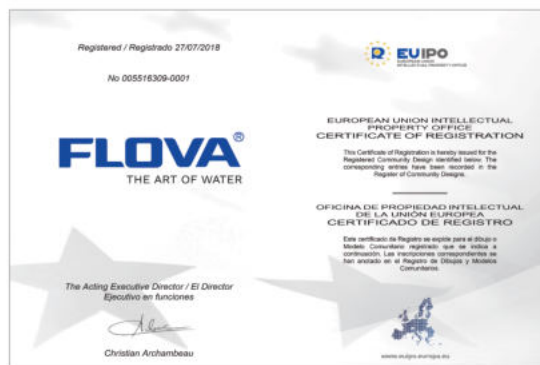 Registered / Registrado 27/07/2018
No 005516309-0001
FLOVA®
THE ART OF WATER
The Acting Executive Director / El Director
Ejecutivo en funciones
Christian Archambeau
EUIPO
EUROPEAN UNION
INTELLECTUAL PROPERTY OFFICE
EUROPEAN UNION INTELLECTUAL
PROPERTY OFFICE
CERTIFICATE OF REGISTRATION
This Certificate of Registration is hereby issued for the
Registered Community Design identified below. The
corresponding entries have been recorded in the
Register of Community Designs.
OFICINA DE PROPIEDAD INTELECTUAL
DE LA UNIÓN EUROPEA
CERTIFICADO DE REGISTRO
Este certificado de Registro se expide para el dibujo o
Modelo Comunitario registrado que se indica a
continuación. Las inscripciones correspondientes se
han anotado en el Registro de Dibujos y Modelos
Comunitarios.
www.euipo.europa.eu